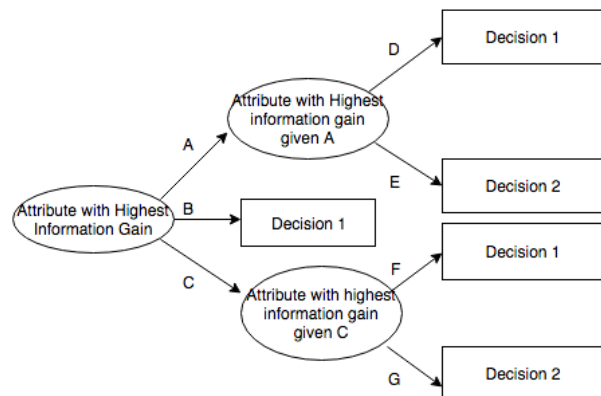 D
Decision 1
Attribute with Highest
information gain
given A
A
E
Decision 2
Attribute with Highest
Information Gain
B
Decision 1
C
F
Decision 1
Attribute with highest
information gain
given C
G
Decision 2